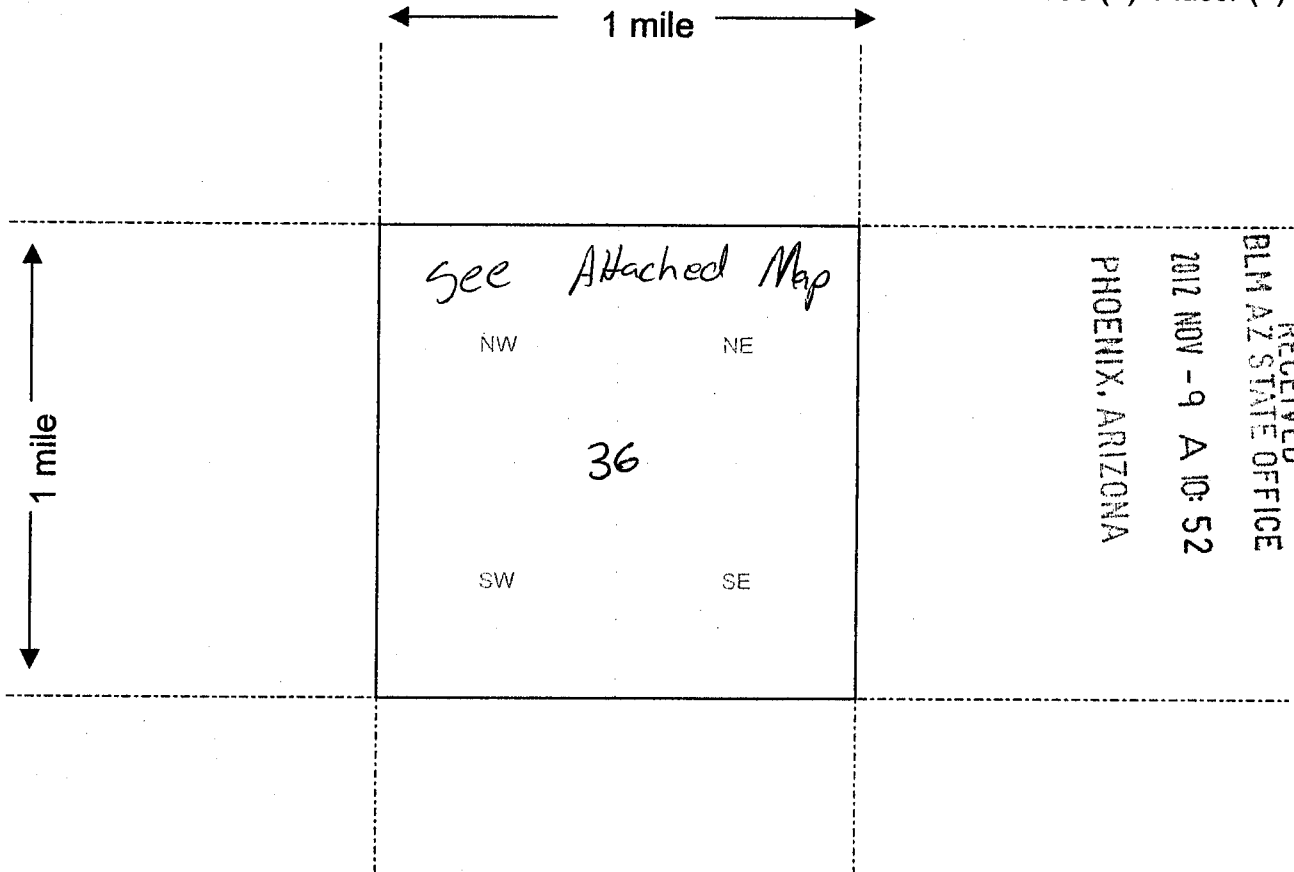 1 mile
See Attached Map
NW NE
1 mile
36
SW SE
RECEIVED
BLM AZ STATE OFFICE
2012 NOV -9 A 10: 52
PHOENIX, ARIZONA